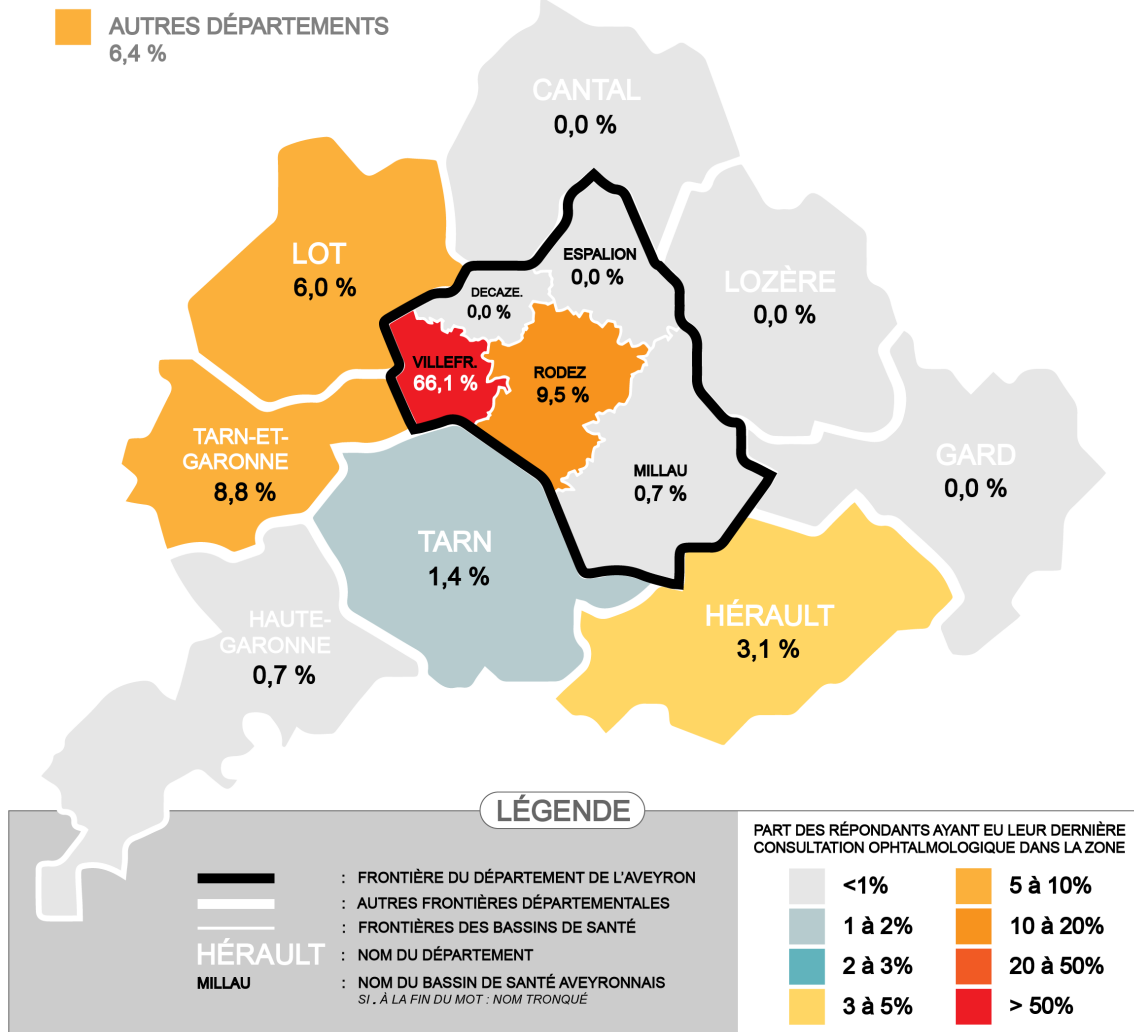 AUTRES DÉPARTEMENTS
6,4 %
CANTAL
0,0 %
LOT
6,0 %
ESPALION
0,0 %
LOZÈRE
0,0 %
DECAZE.
0,0 %
VILLEFR.
66,1 %
RODEZ
9,5 %
TARN-ET-
GARONNE
8,8 %
MILLAU
0,7 %
GARD
0,0 %
TARN
1,4 %
HÉRAULT
3,1 %
HAUTE-
GARONNE
0,7 %
LÉGENDE
: FRONTIÈRE DU DÉPARTEMENT DE L'AVEYRON
: AUTRES FRONTIÈRES DÉPARTEMENTALES
: FRONTIÈRES DES BASSINS DE SANTÉ
HÉRAULT : NOM DU DÉPARTEMENT
MILLAU : NOM DU BASSIN DE SANTÉ AVEYRONNAIS
SI . À LA FIN DU MOT : NOM TRONQUÉ
PART DES RÉPONDANTS AYANT EU LEUR DERNIÈRE
CONSULTATION OPHTALMOLOGIQUE DANS LA ZONE
<1%
1 à 2%
2 à 3%
3 à 5%
5 à 10%
10 à 20%
20 à 50%
> 50%